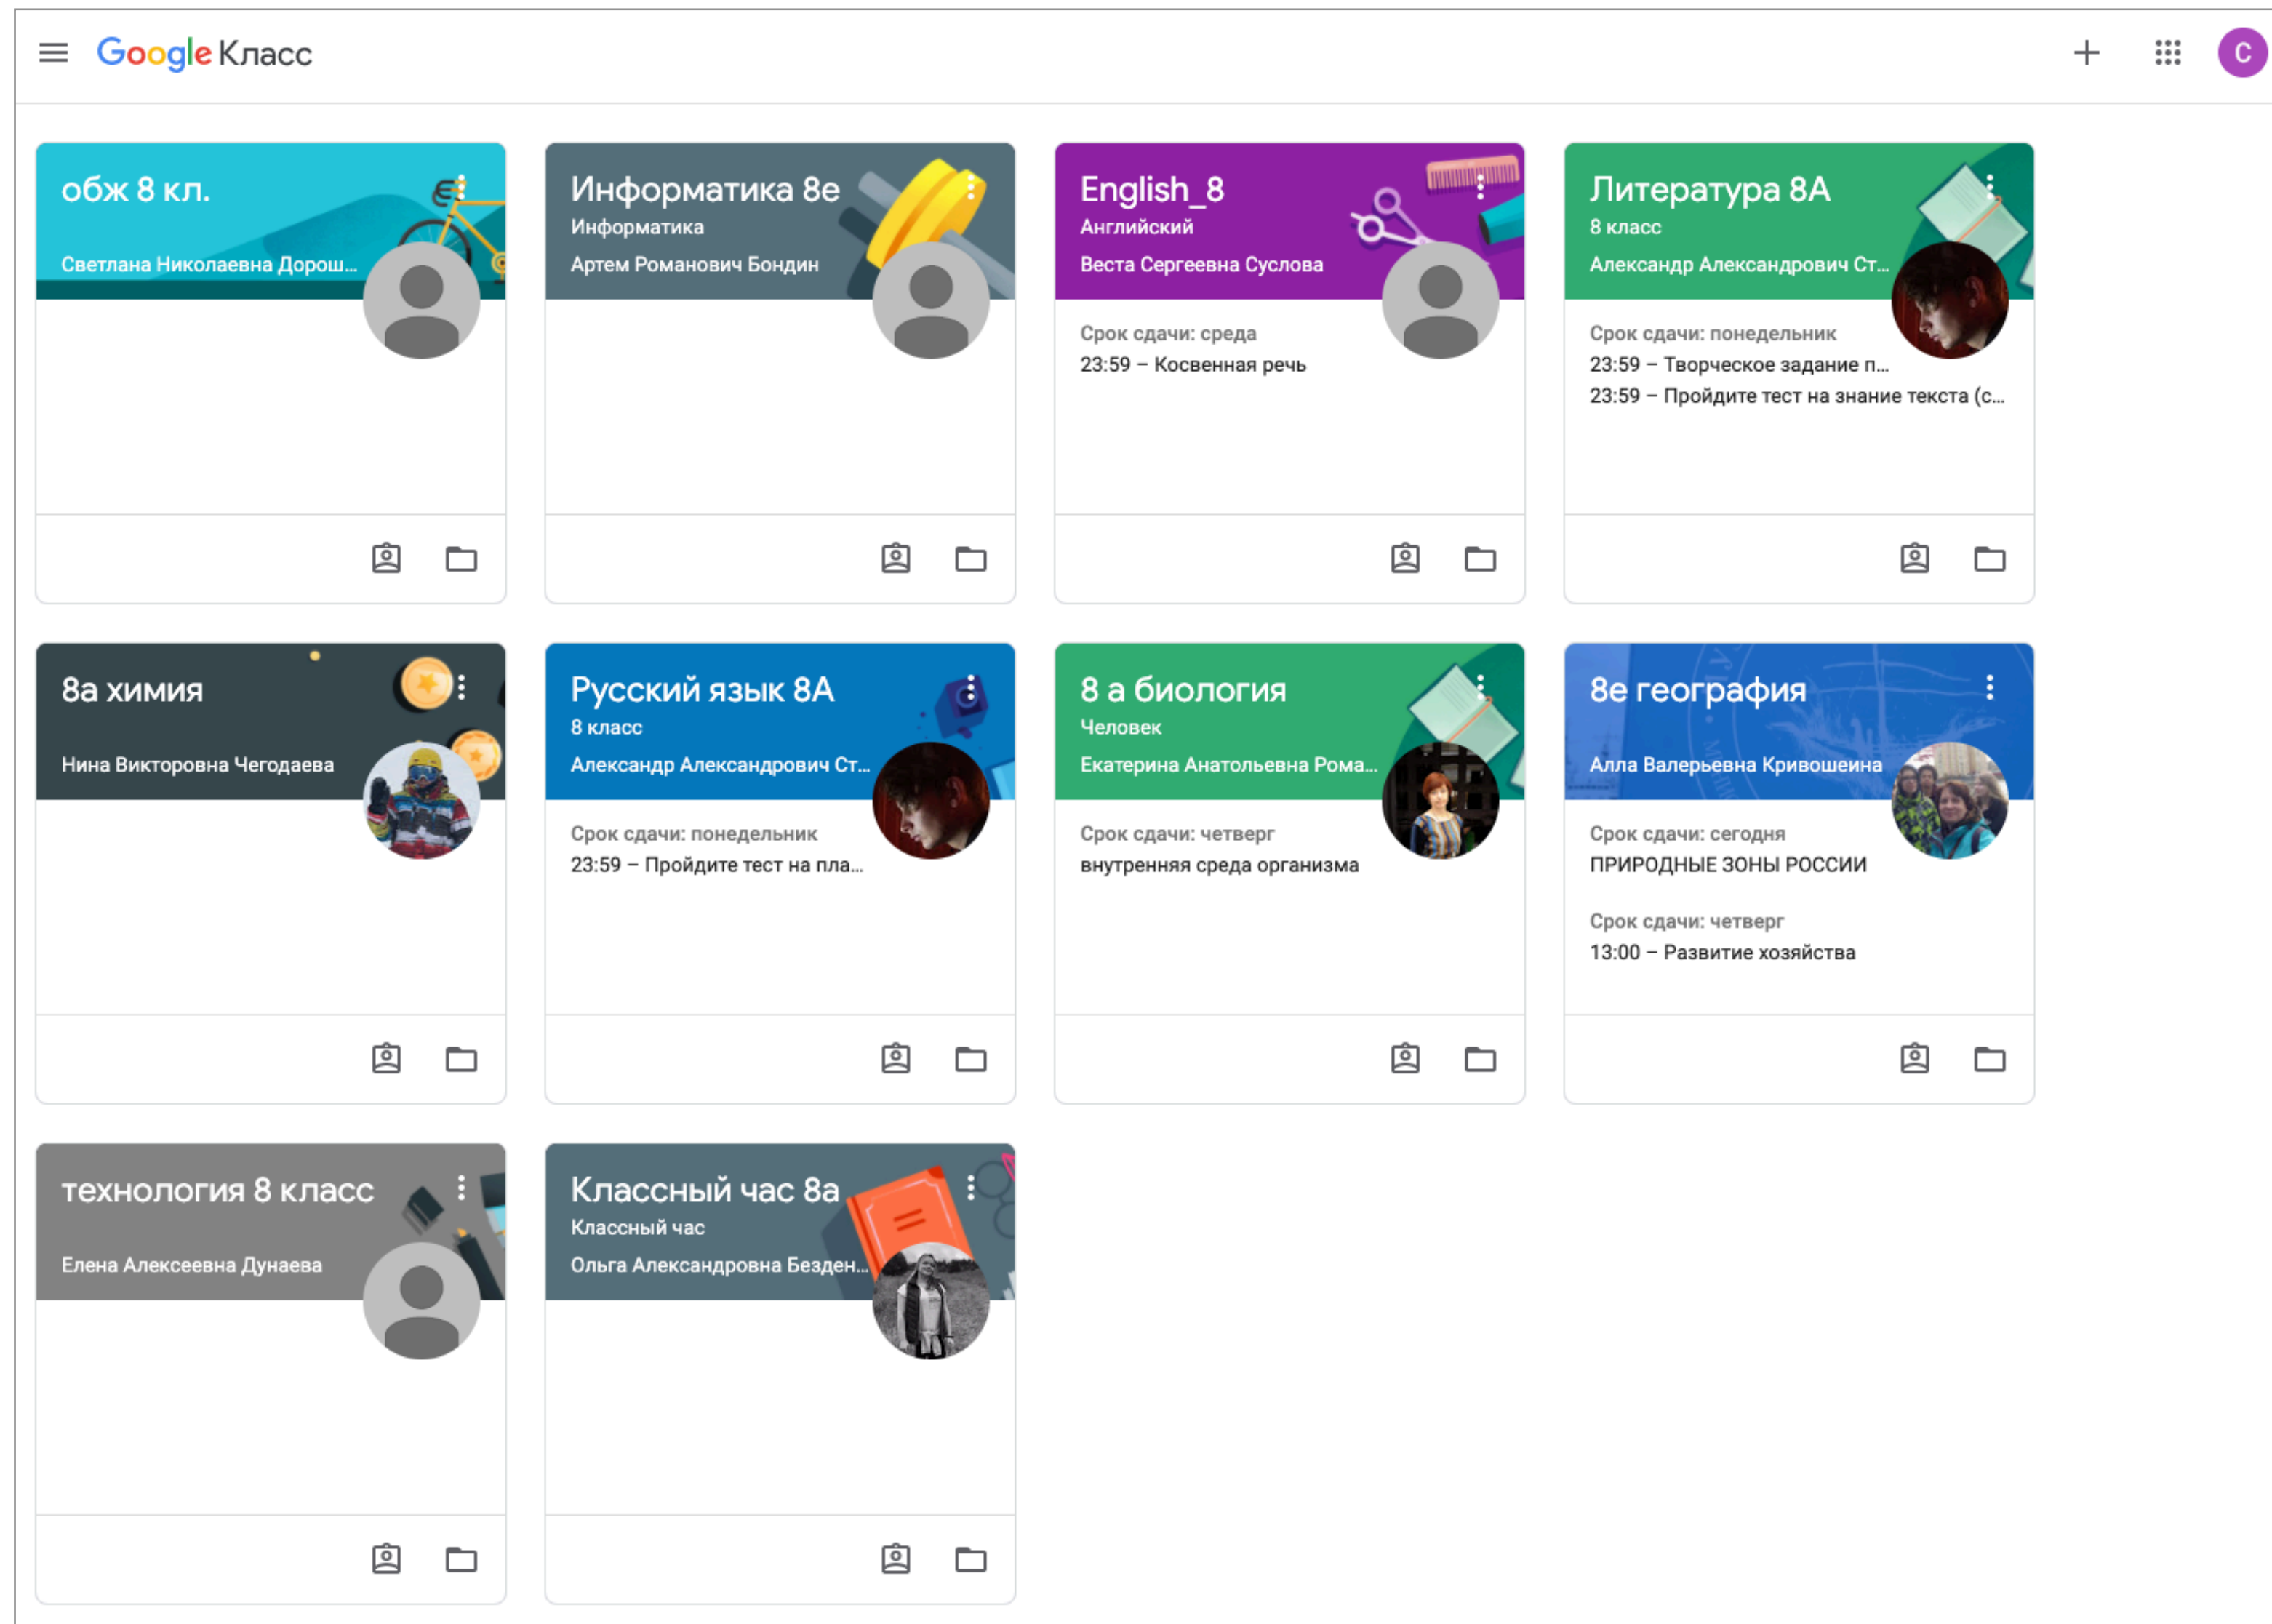 Google Класс
C
обж 8 кл.
Светлана Николаевна Дорош...
Информатика 8е
Информатика
Артем Романович Бондин
English_8
Английский
Веста Сергеевна Суслова
Срок сдачи: среда
23:59 – Косвенная речь
Литература 8А
8 класс
Александр Александрович Ст...
Срок сдачи: понедельник
23:59 – Творческое задание п...
23:59 – Пройдите тест на знание текста (с...
8а химия
Нина Викторовна Чегодаева
Русский язык 8А
8 класс
Александр Александрович Ст...
Срок сдачи: понедельник
23:59 – Пройдите тест на пла...
8 а биология
Человек
Екатерина Анатольевна Рома...
Срок сдачи: четверг
внутренняя среда организма
8е география
Алла Валерьевна Кривошеина
Срок сдачи: сегодня
ПРИРОДНЫЕ ЗОНЫ РОССИИ
Срок сдачи: четверг
13:00 – Развитие хозяйства
технология 8 класс
Елена Алексеевна Дунаева
Классный час 8а
Классный час
Ольга Александровна Безден...